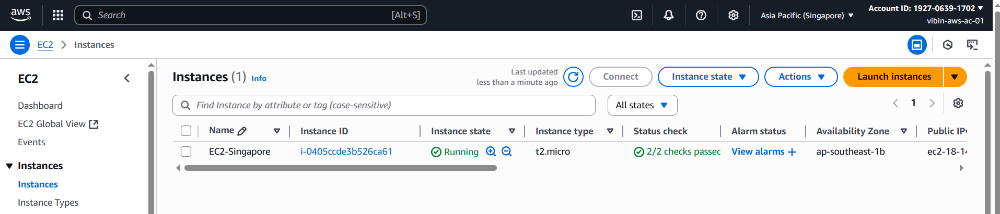 aws
Search [Alt+S]
Asia Pacific (Singapore)
Account ID: 1927-0639-1702
vibin-aws-ac-01
EC2 Instances
EC2
Dashboard
EC2 Global View
Events
Instances
Instances
Instance Types
Instances (1) Info
Last updated
less than a minute ago
Connect
Instance state
Actions
Launch instances
Find Instance by attribute or tag (case-sensitive)
All states
1
Name Instance ID Instance state Instance type Status check Alarm status Availability Zone Public IPv
EC2-Singapore i-0405ccde3b526ca61 Running t2.micro 2/2 checks passec View alarms + ap-southeast-1b ec2-18-14